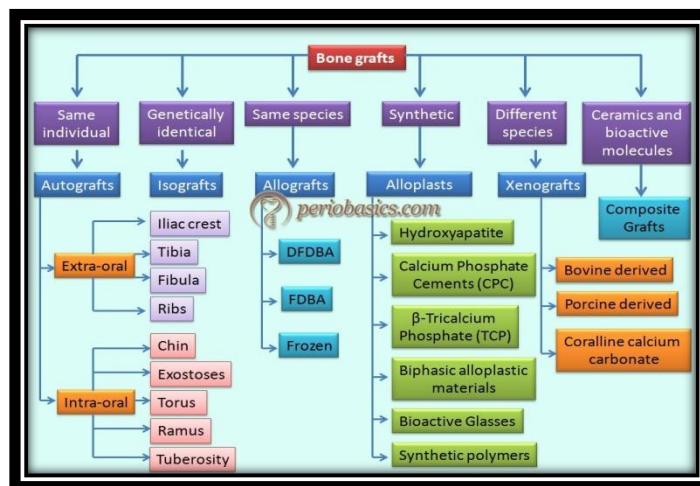 Bone grafts
Same
individual
Genetically
identical
Same species
Synthetic
Different
species
Ceramics and
bioactive
molecules
Autografts
Isografts
Allografts
Alloplasts
Xenografts
Composite
Grafts
periobasics.com
Extra-oral
Iliac crest
Tibia
Fibula
Ribs
Intra-oral
Chin
Exostoses
Torus
Ramus
Tuberosity
DFDBA
FDBA
Frozen
Hydroxyapatite
Calcium Phosphate
Cements (CPC)
β-Tricalcium
Phosphate (TCP)
Biphasic alloplastic
materials
Bioactive Glasses
Synthetic polymers
Bovine derived
Porcine derived
Coralline calcium
carbonate